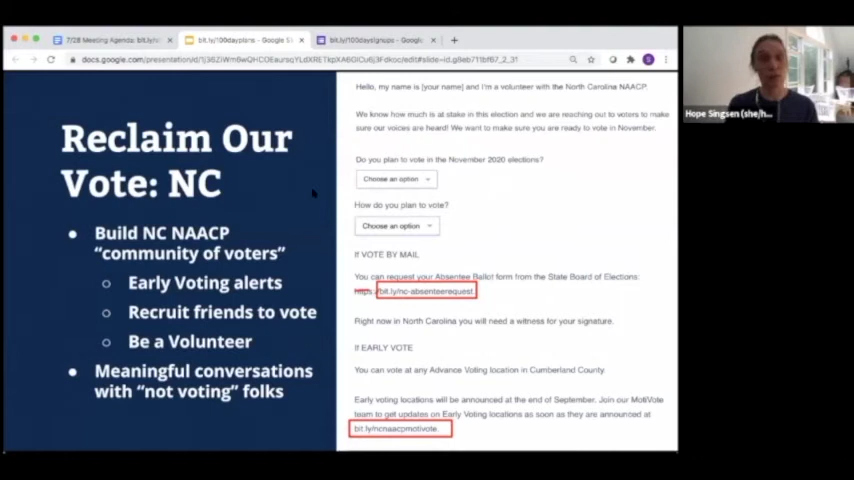 7/28 Meeting Agenda: bit.ly/
bit.ly/100dayplans - Google Sl
bit.ly/100daysignups - Google
Reclaim Our
Vote: NC
Build NC NAACP
“community of voters”
Early Voting alerts
Recruit friends to vote
Be a Volunteer
Meaningful conversations
with “not voting” folks
Hello, my name is [your name] and I'm a volunteer with the North Carolina NAACP.
We know how much is at stake in this election and we are reaching out to voters to make
sure our voices are heard! We want to make sure you are ready to vote in November.
Do you plan to vote in the November 2020 elections?
Choose an option
How do you plan to vote?
Choose an option
If VOTE BY MAIL
You can request your Absentee Ballot form from the State Board of Elections:
https://bit.ly/nc-absenteerequest.
Right now in North Carolina you will need a witness for your signature.
If EARLY VOTE
You can vote at any Advance Voting location in Cumberland County.
Early voting locations will be announced at the end of September. Join our MotiVote
team to get updates on Early Voting locations as soon as they are announced at
bit.ly/ncnaacpmotivote.
Hope Singsen (she/h...